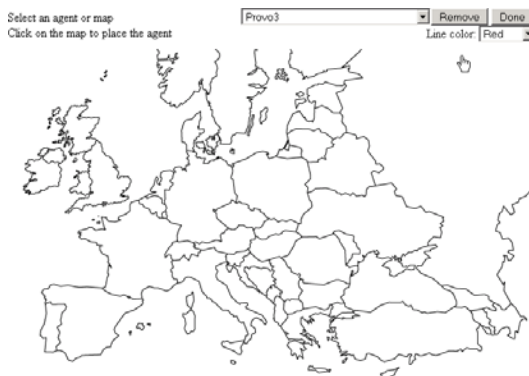 Select an agent or map Provo3 Remove Done
Click on the map to place the agent Line color: Red